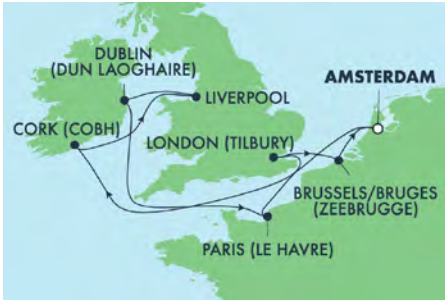 DUBLIN
(DUN LAOGHAIRE)
AMSTERDAM
LIVERPOOL
CORK (COBH)
LONDON (TILBURY)
BRUSSELS/BRUGES
(ZEEBRUGGE)
PARIS (LE HAVRE)